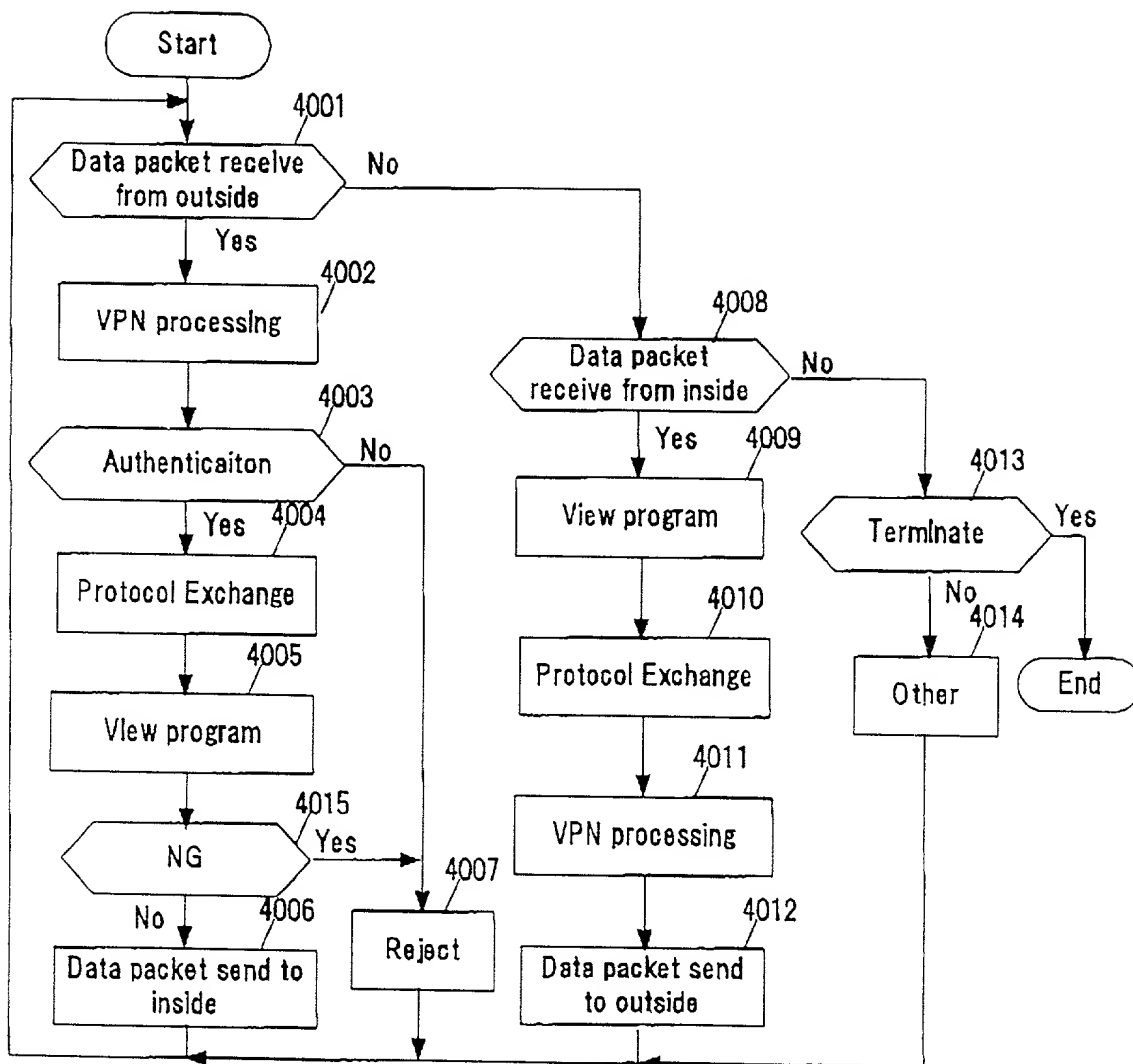 Start
4001
Data packet receive
from outside
No
Yes
4002
VPN processing
4003
Authenticaiton
No
Yes
4004
Protocol Exchange
4005
View program
4015
NG
Yes
No
4006
Data packet send to
inside
4007
Reject
4008
Data packet
receive from inside
No
Yes
4009
View program
4010
Protocol Exchange
4011
VPN processing
4012
Data packet send
to outside
4013
Terminate
Yes
No
4014
Other
End